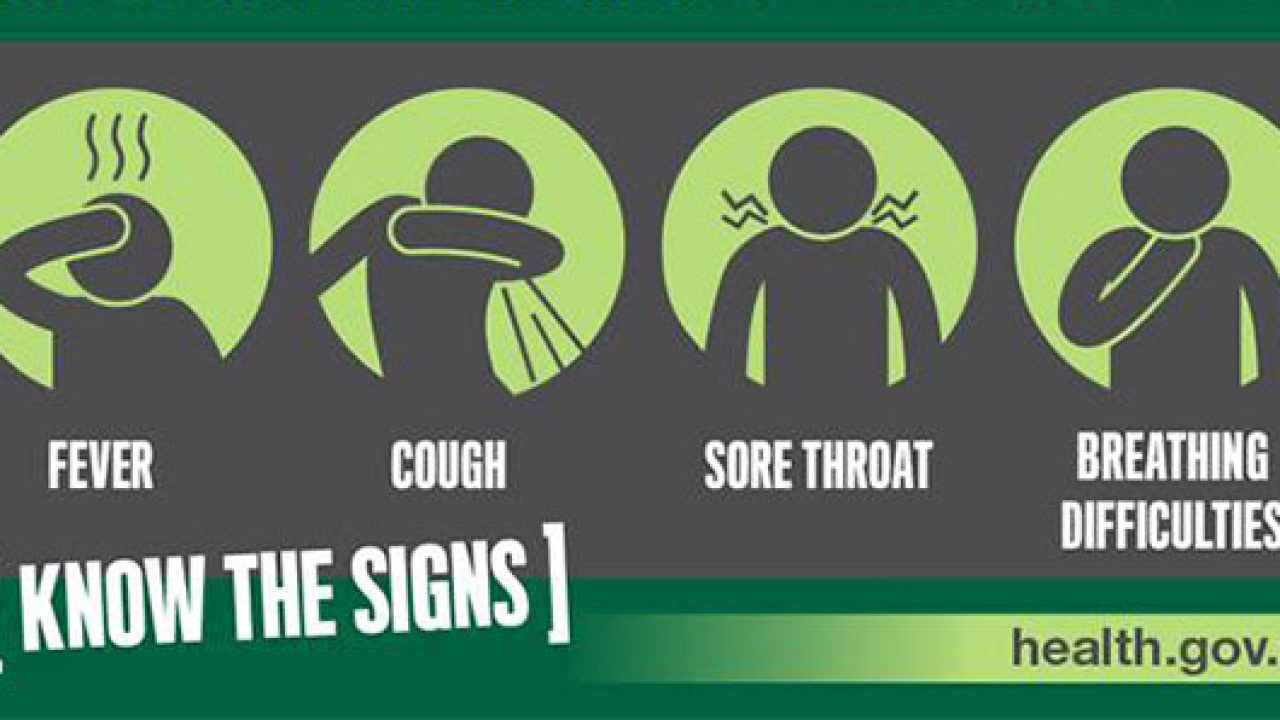 FEVER
COUGH
SORE THROAT
BREATHING
DIFFICULTIES
[ KNOW THE SIGNS ]
health.gov.